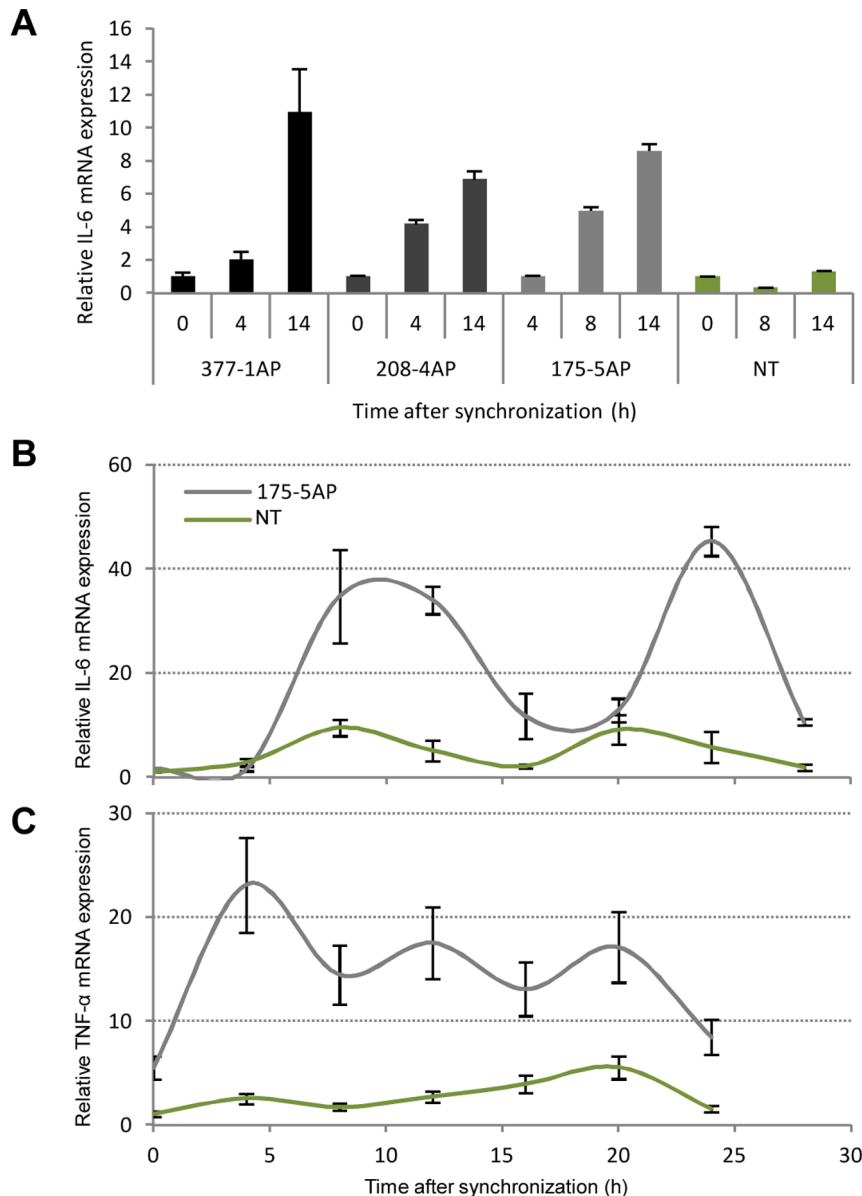 A
Relative IL-6 mRNA expression
16
14
12
10
8
6
4
2
0
0 4 14 0 4 14 4 8 14 0 8 14
377-1AP 208-4AP 175-5AP NT
Time after synchronization (h)
B
Relative IL-6 mRNA expression
60
40
20
0
175-5AP
NT
C
Relative TNF-α mRNA expression
30
20
10
0
0 5 10 15 20 25 30
Time after synchronization (h)